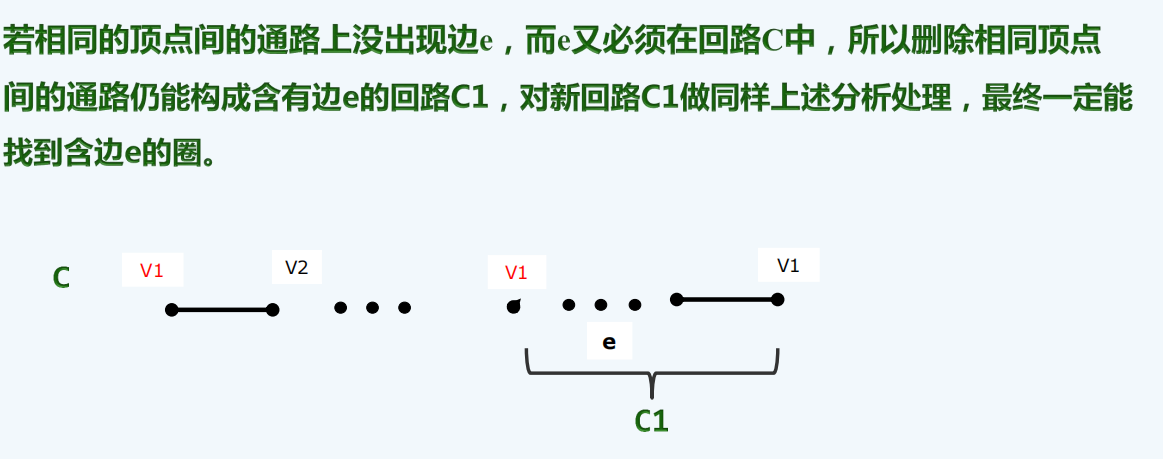 若相同的顶点间的通路上没出现边e，而e又必须在回路C中，所以删除相同顶点
间的通路仍能构成含有边e的回路C1，对新回路C1做同样上述分析处理，最终一定能
找到含边e的圈。
C V1 V2 V1 V1
e
C1